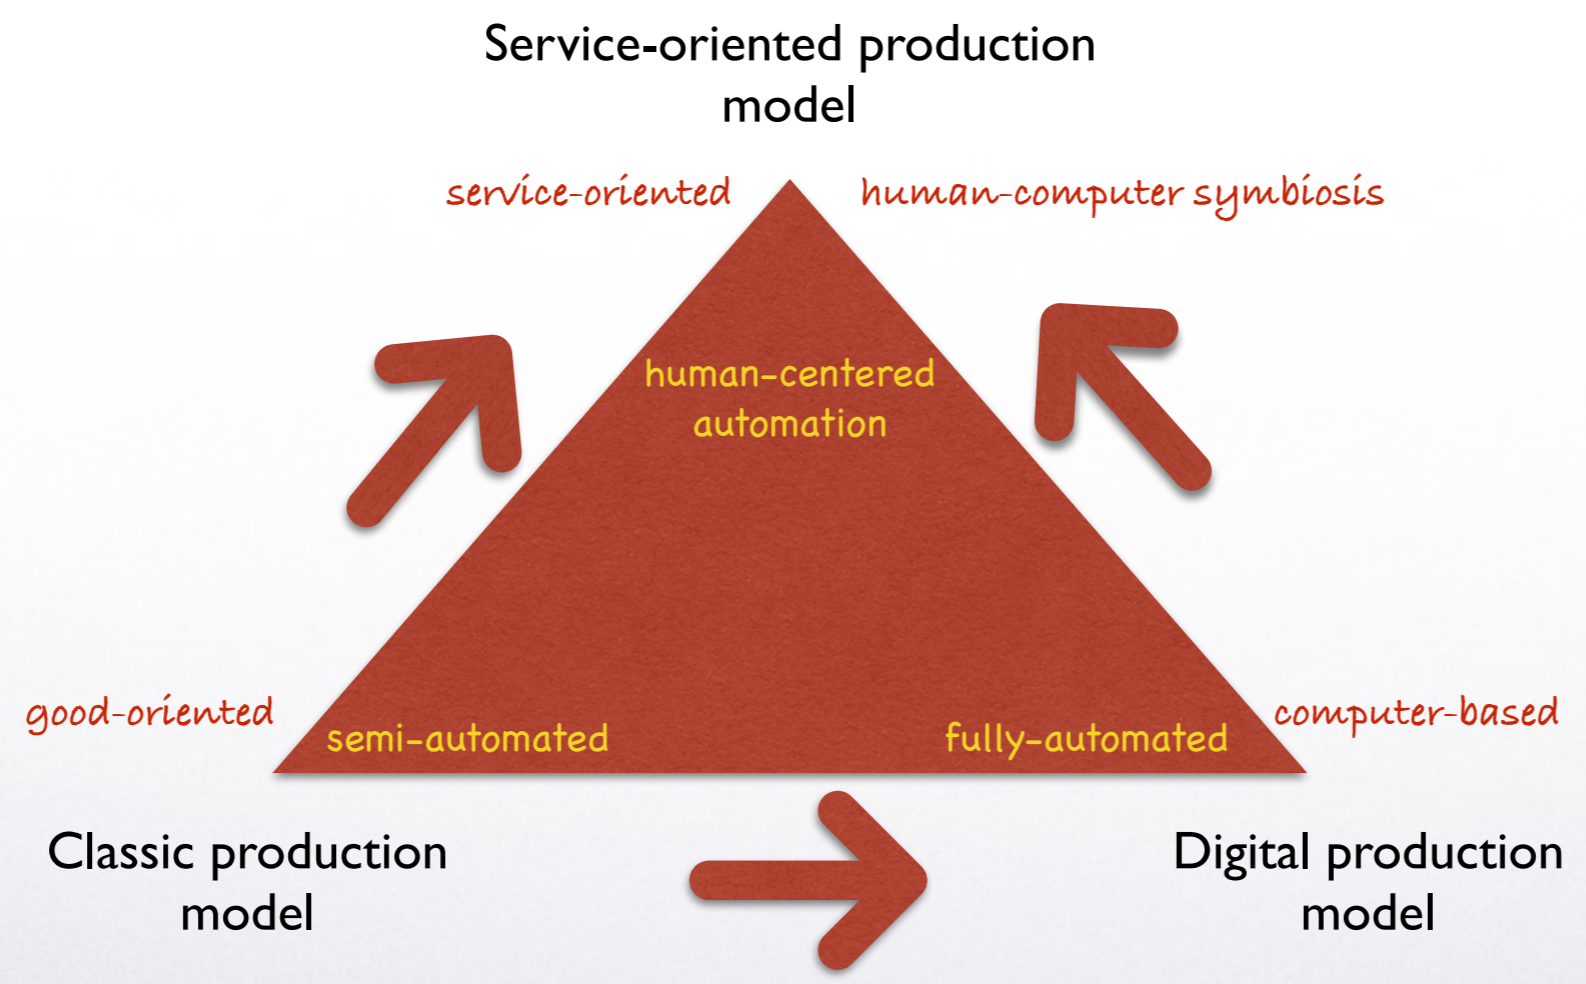 Service-oriented production
model
service-oriented
human-computer symbiosis
human-centered
automation
good-oriented
semi-automated
fully-automated
computer-based
Classic production
model
Digital production
model